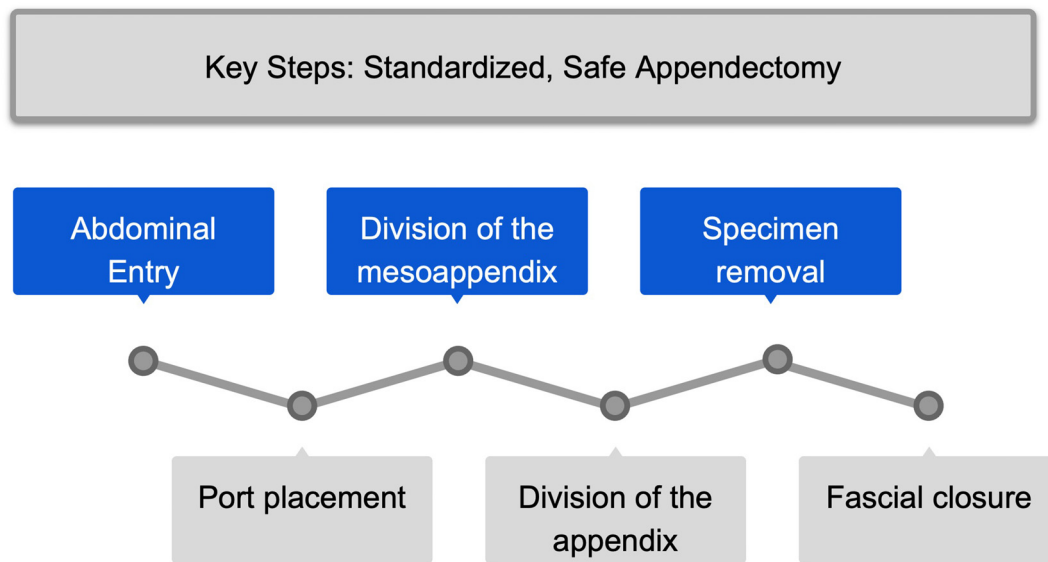 Key Steps: Standardized, Safe Appendectomy
Abdominal
Entry
Division of the
mesoappendix
Specimen
removal
Port placement
Division of the
appendix
Fascial closure